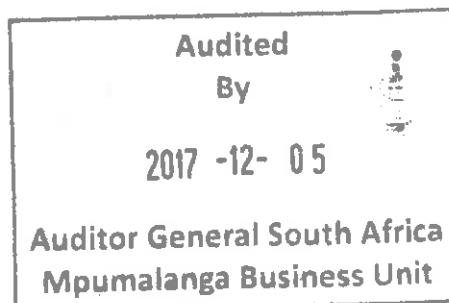 Audited
By
2017 -12- 05
Auditor General South Africa
Mpumalanga Business Unit